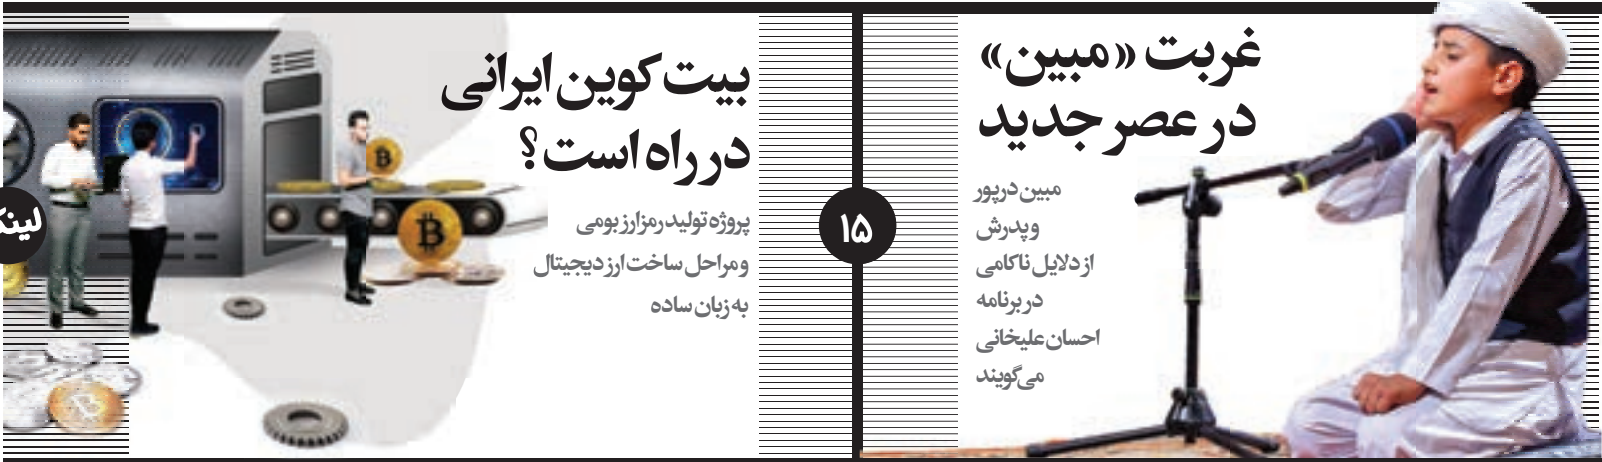 غربت «مبین»
در عصر جدید
مبین درپور
و پدرش
از دلایل ناکامی
در برنامه
احسان علیخانی
می‌گویند
۱۵
بیت کوین ایرانی
در راه است؟
پروژه تولید رمزارز بومی
و مراحل ساخت ارز دیجیتال
به زبان ساده